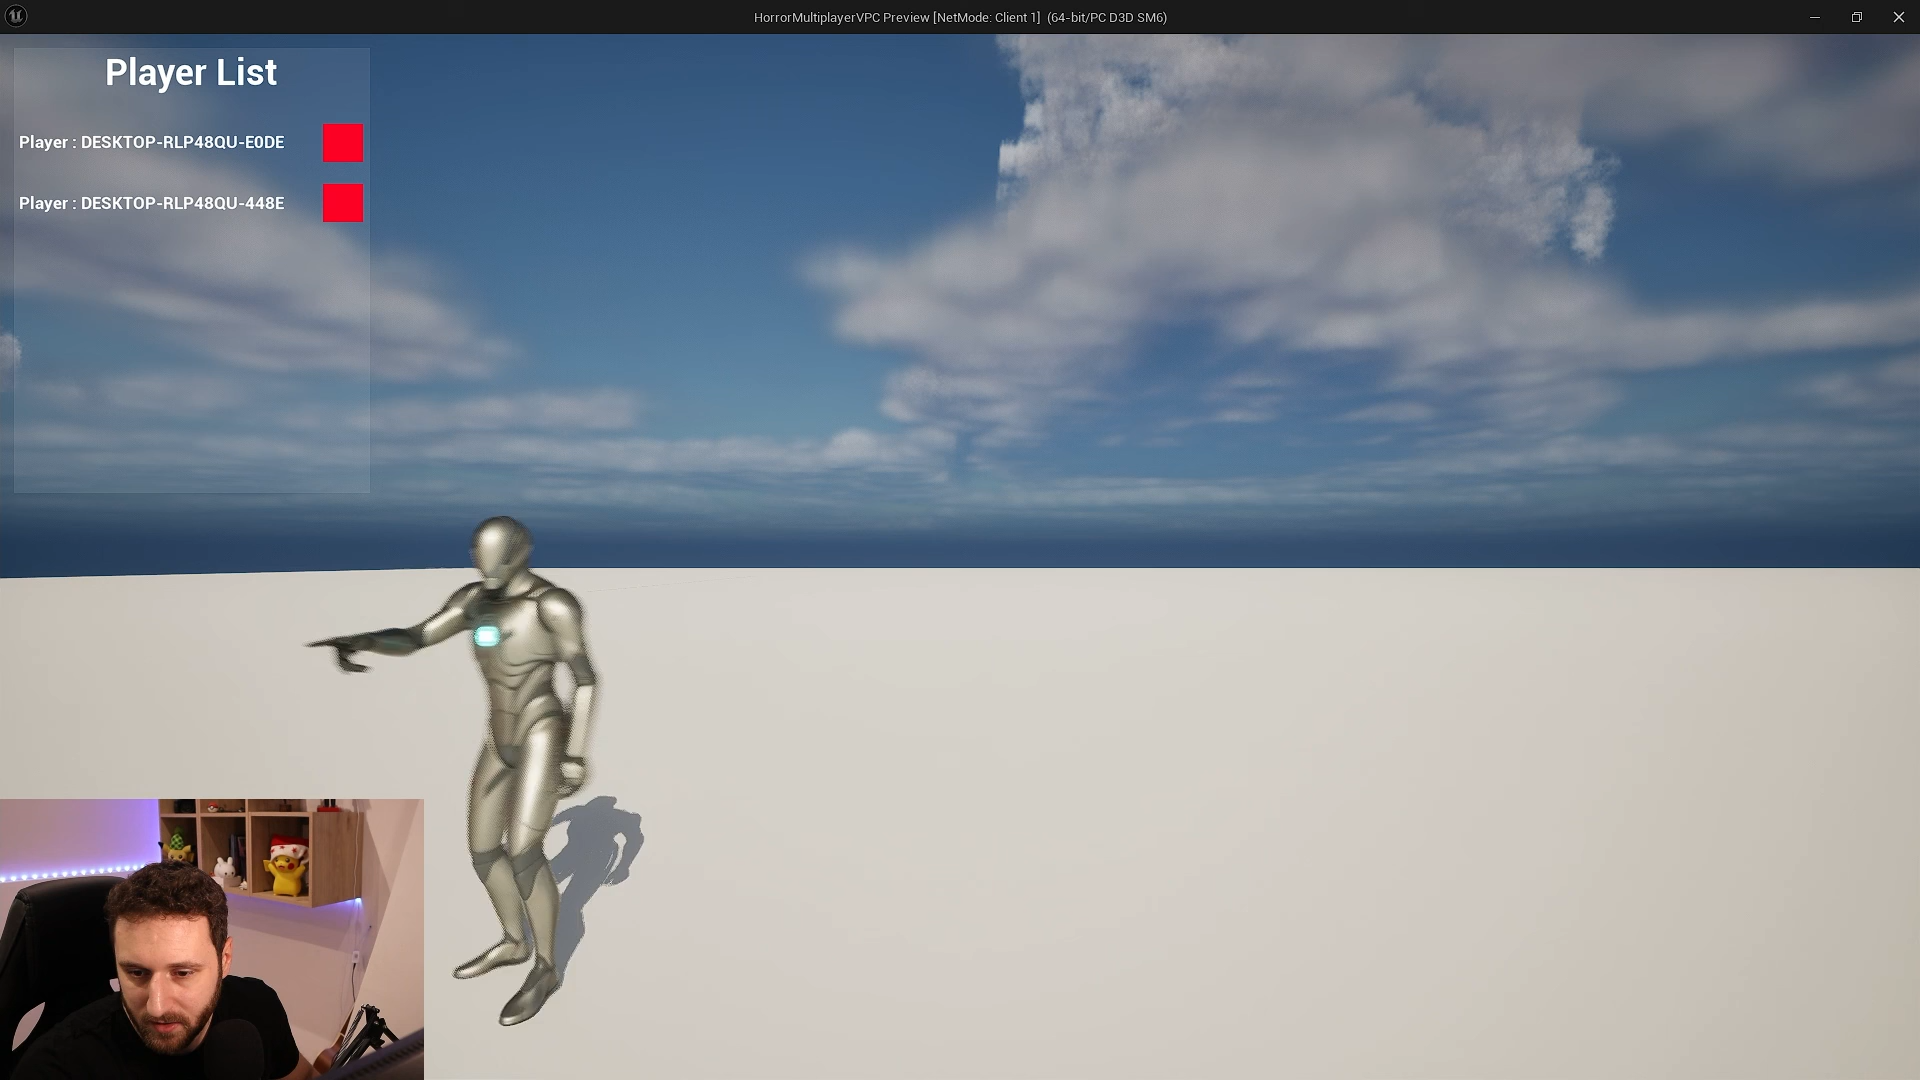 HorrorMultiplayerVPC Preview [NetMode: Client 1] (64-bit/PC D3D SM6)
Player List
Player : DESKTOP-RLP48QU-E0DE
Player : DESKTOP-RLP48QU-448E